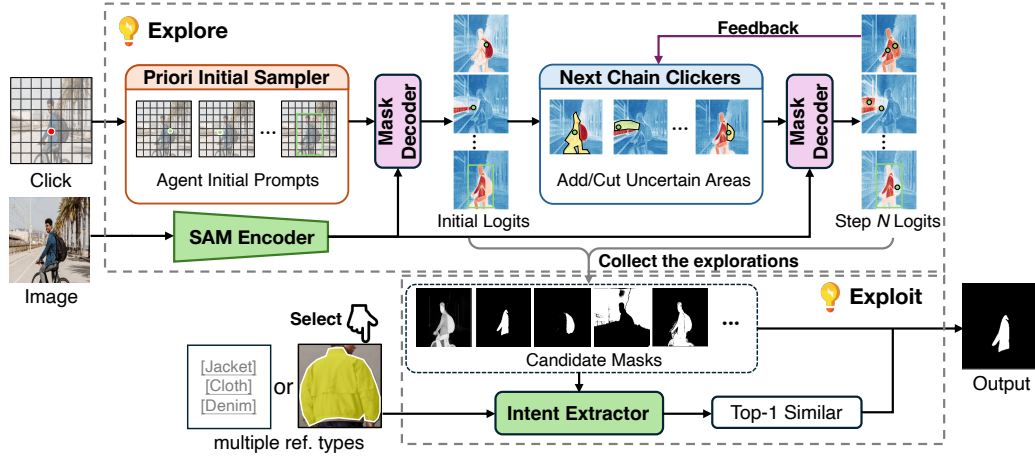 Explore
Feedback
Priori Initial Sampler
Agent Initial Prompts
...
Mask
Decoder
Next Chain Clickers
Add/Cut Uncertain Areas
...
Mask
Decoder
Click
SAM Encoder
Initial Logits
Step N Logits
Image
Collect the explorations
Exploit
Select
Candidate Masks
...
[Jacket]
[Cloth]
[Denim]
or
multiple ref. types
Intent Extractor
Top-1 Similar
Output